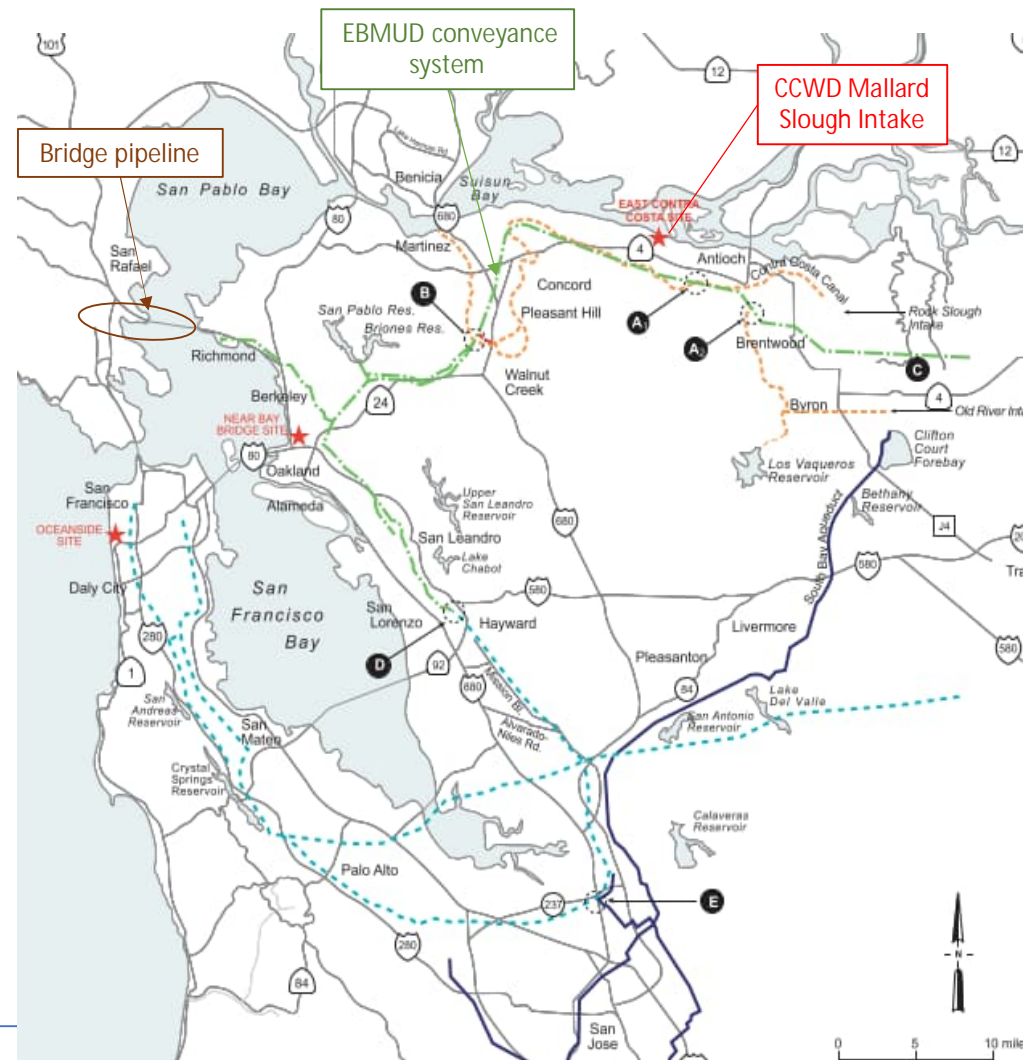 EBMUD conveyance
system
CCWD Mallard
Slough Intake
Bridge pipeline
101
12
12
San Pablo Bay
Lake Herman Rd.
Benicia
Suisun
Bay
80
680
EAST CONTRA
COSTA SITE
Martinez
4
Antioch
San
Rafael
Contra Costa
Canal
Concord
B
Pleasant Hill
San Pablo Res.
Briones Res.
A1
A2
Rock Slough
Intake
Brentwood
Richmond
Walnut
Creek
C
24
Berkeley
4
Byron
Old River Int
NEAR BAY
BRIDGE SITE
80
Oakland
Clifton
Court
Forebay
Los Vaqueros
Reservoir
San
Francisco
Alameda
Upper
San Leandro
Reservoir
Bethany
Reservoir
680
OCEANSIDE
SITE
San Leandro
J4
Lake
Chabot
South Bay Aqueduct
580
20
Tra
Daly City
San
Francisco
Bay
580
San
Lorenzo
Hayward
Livermore
280
D
92
Pleasanton
580
1
680
Mission Bl.
84
Lake
Del Valle
San
Andreas
Reservoir
San
Mateo
Alvarado-
Niles Rd.
San Antonio
Reservoir
Crystal
Springs
Reservoir
Calaveras
Reservoir
Palo Alto
237
E
280
N
84
San
Jose
0 5 10 mile